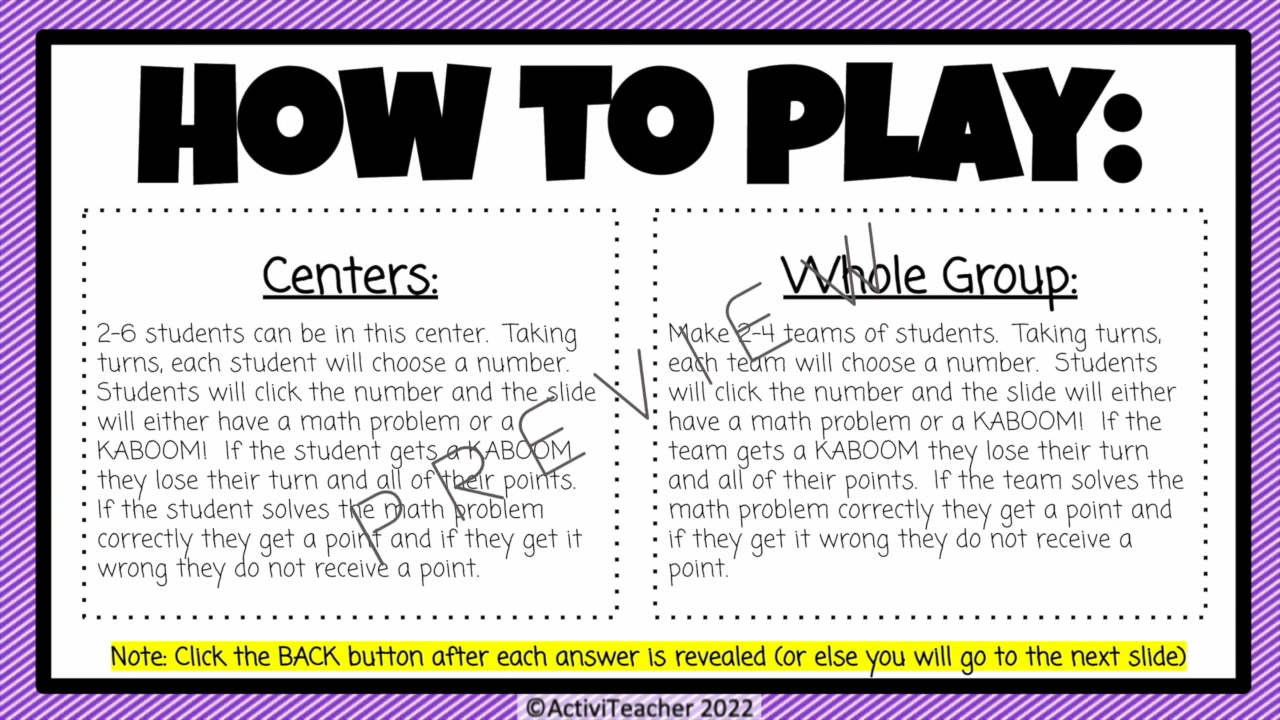 HOW TO PLAY:
Centers:
2-6 students can be in this center. Taking
turns, each student will choose a number.
Students will click the number and the slide
will either have a math problem or a
KABOOM! If the student gets a KABOOM
they lose their turn and all of their points.
If the student solves the math problem
correctly they get a point and if they get it
wrong they do not receive a point.
Whole Group:
Make 2-4 teams of students. Taking turns,
each team will choose a number. Students
will click the number and the slide will either
have a math problem or a KABOOM! If the
team gets a KABOOM they lose their turn
and all of their points. If the team solves the
math problem correctly they get a point and
if they get it wrong they do not receive a
point.
PREVIEW
Note: Click the BACK button after each answer is revealed (or else you will go to the next slide)
©ActiviTeacher 2022